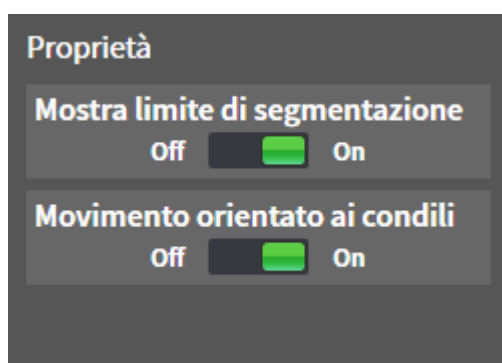 Proprietà
Mostra limite di segmentazione
Off On
Movimento orientato ai condili
Off On